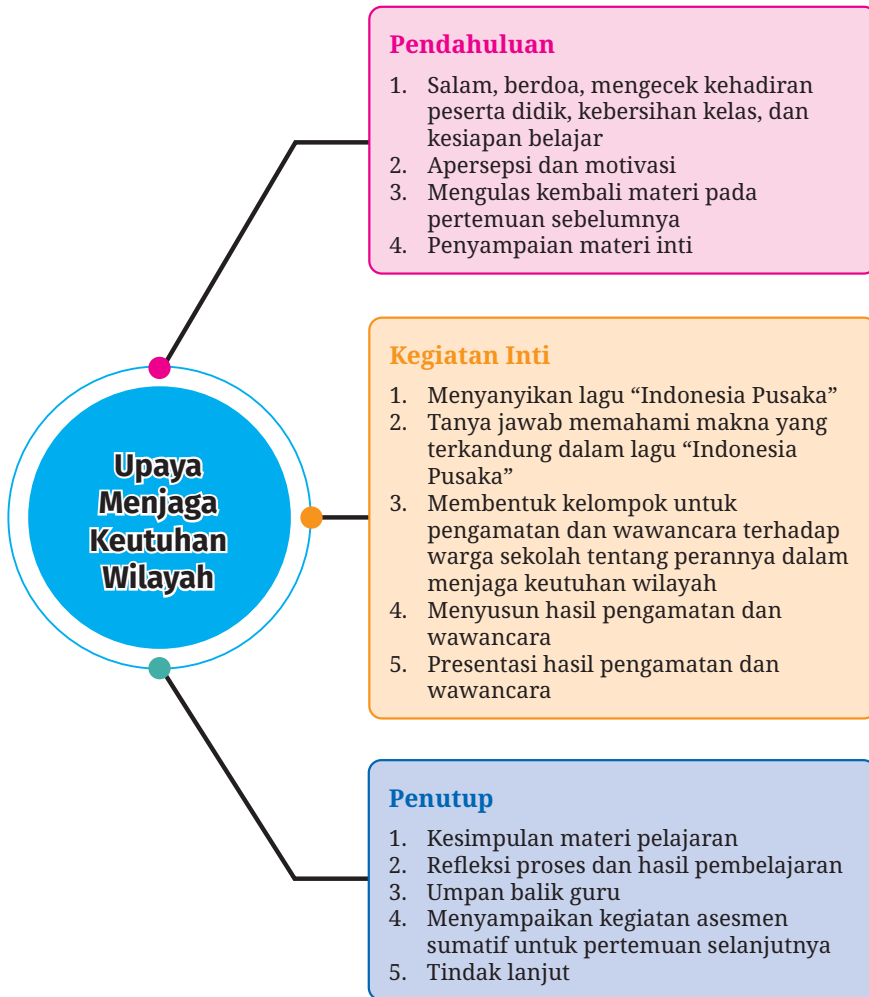 Pendahuluan
1. Salam, berdoa, mengecek kehadiran
peserta didik, kebersihan kelas, dan
kesiapan belajar
2. Apersepsi dan motivasi
3. Mengulas kembali materi pada
pertemuan sebelumnya
4. Penyampaian materi inti
Upaya
Menjaga
Keutuhan
Wilayah
Kegiatan Inti
1. Menyanyikan lagu “Indonesia Pusaka”
2. Tanya jawab memahami makna yang
terkandung dalam lagu “Indonesia
Pusaka”
3. Membentuk kelompok untuk
pengamatan dan wawancara terhadap
warga sekolah tentang perannya dalam
menjaga keutuhan wilayah
4. Menyusun hasil pengamatan dan
wawancara
5. Presentasi hasil pengamatan dan
wawancara
Penutup
1. Kesimpulan materi pelajaran
2. Refleksi proses dan hasil pembelajaran
3. Umpan balik guru
4. Menyampaikan kegiatan asesmen
sumatif untuk pertemuan selanjutnya
5. Tindak lanjut